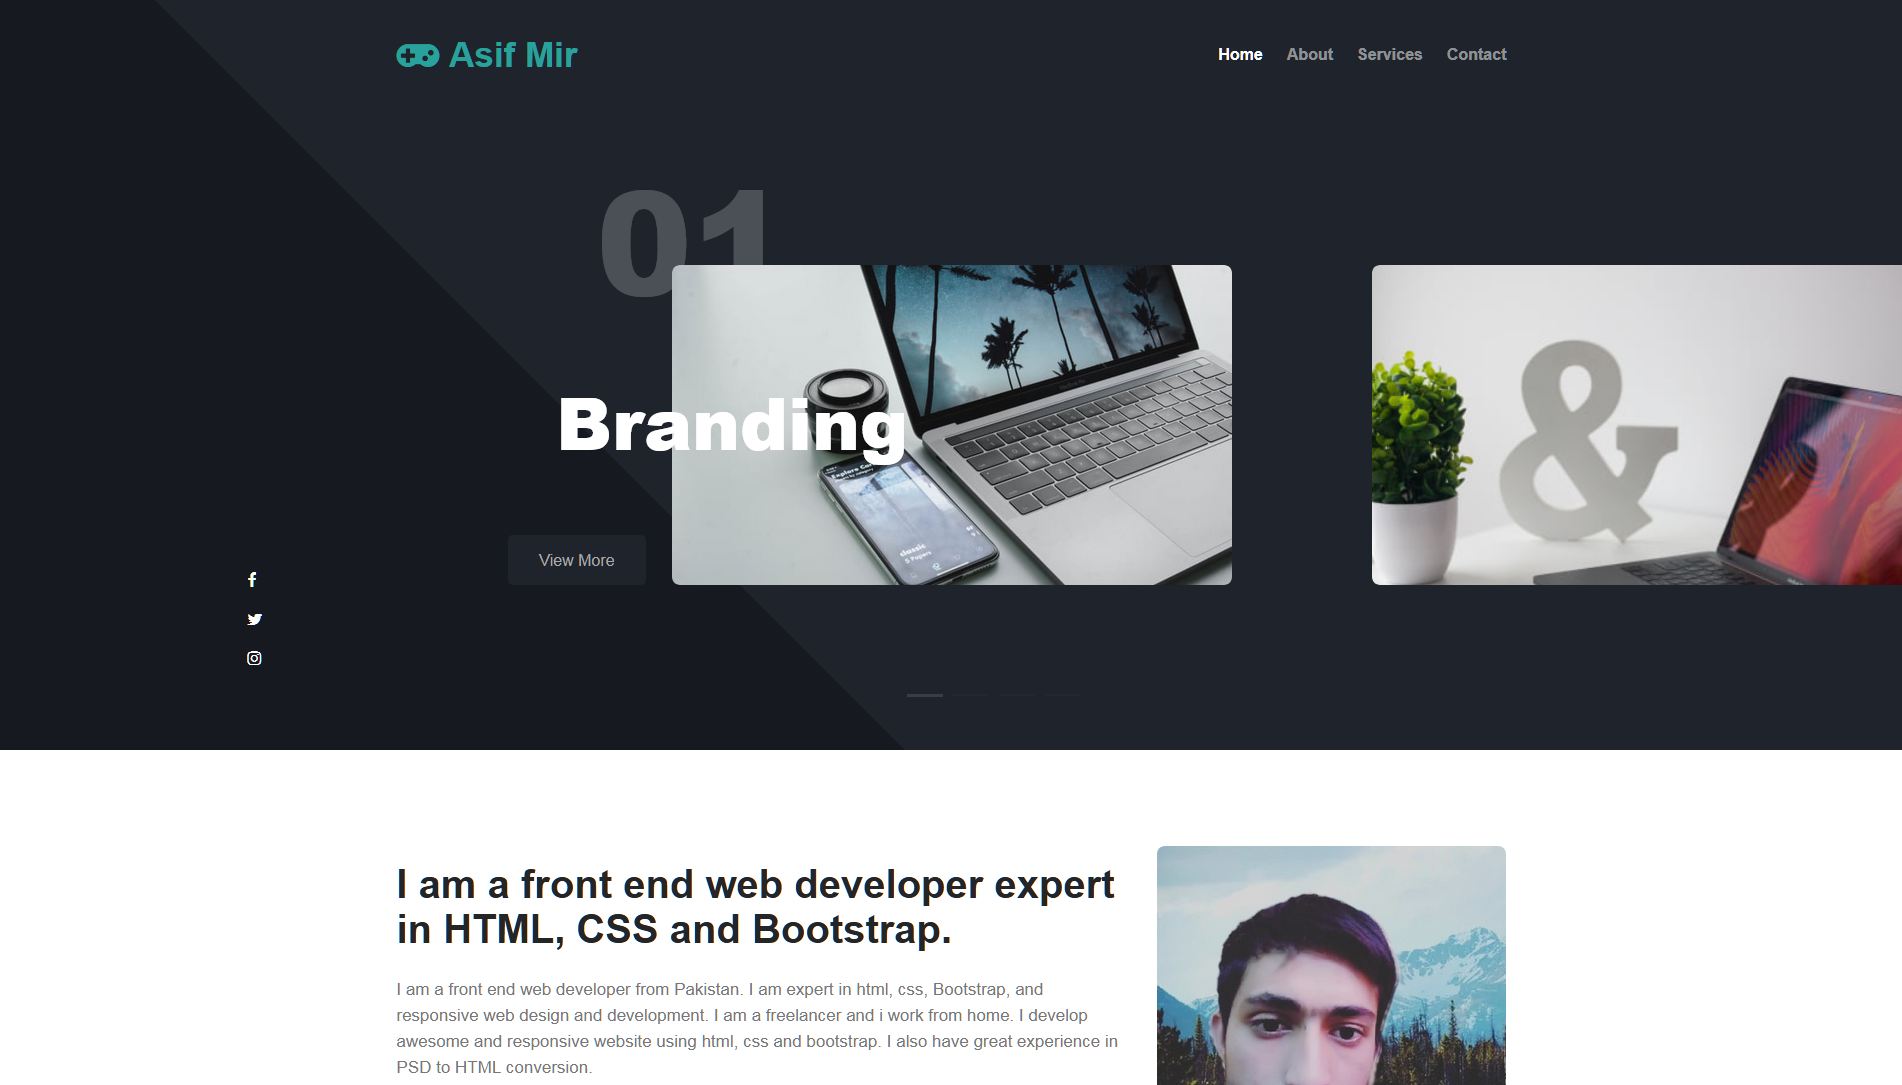 Asif Mir
Home About Services Contact
01
Branding
View More
I am a front end web developer expert
in HTML, CSS and Bootstrap.
I am a front end web developer from Pakistan. I am expert in html, css, Bootstrap, and
responsive web design and development. I am a freelancer and i work from home. I develop
awesome and responsive website using html, css and bootstrap. I also have great experience in
PSD to HTML conversion.